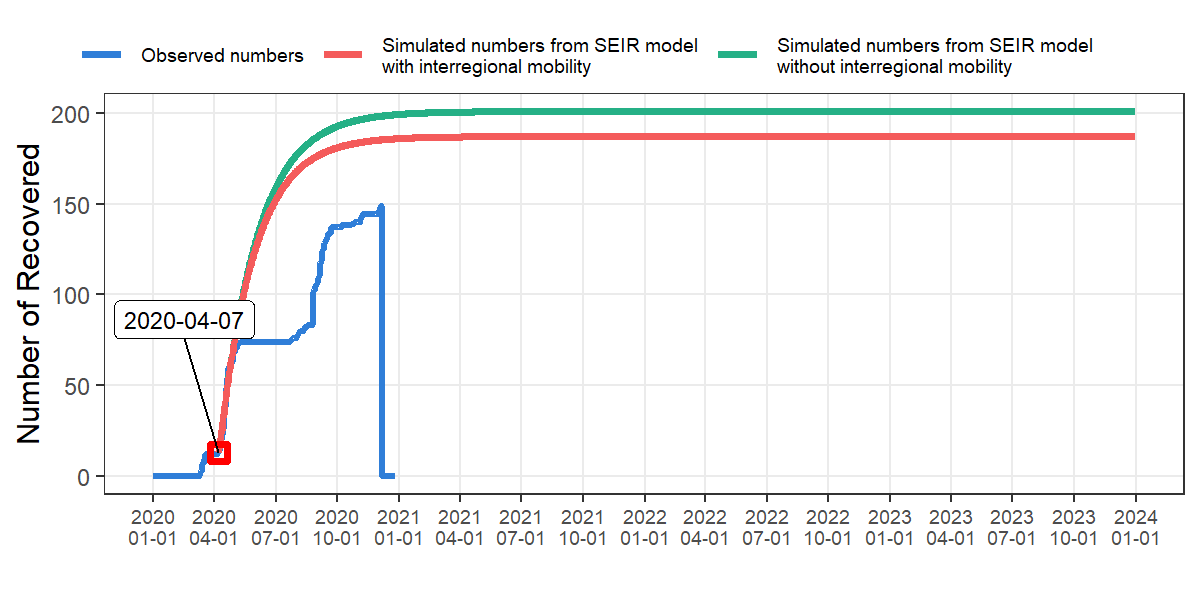 Observed numbers
Simulated numbers from SEIR model
with interregional mobility
Simulated numbers from SEIR model
without interregional mobility
Number of Recovered
200
150
100
50
0
2020-04-07
2020 2020 2020 2020 2021 2021 2021 2021 2022 2022 2022 2022 2023 2023 2023 2023 2024
01-01 04-01 07-01 10-01 01-01 04-01 07-01 10-01 01-01 04-01 07-01 10-01 01-01 04-01 07-01 10-01 01-01